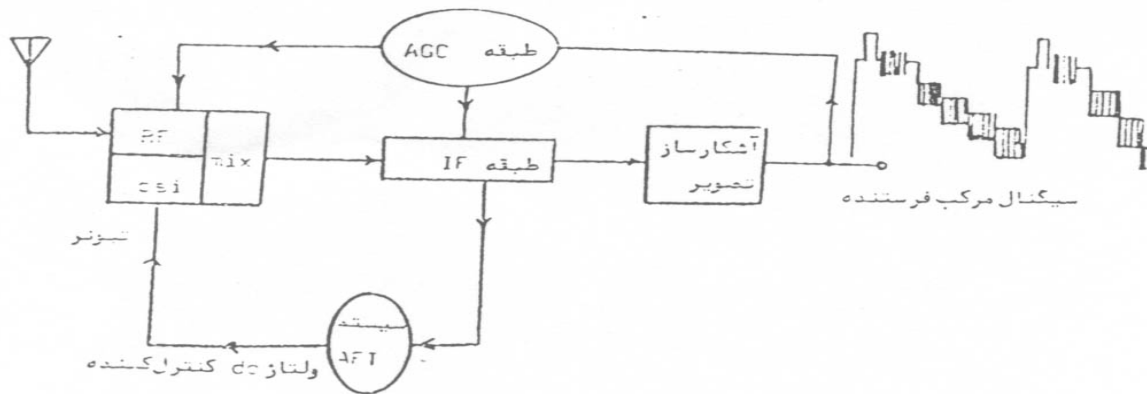 طبقه AGC
RF
mix
osi
طبقه IF
آشکارساز
تصویر
سیگنال مرکب فرستنده
تیونر
سیستم
AFT
ولتاژ dc کنترل‌کننده